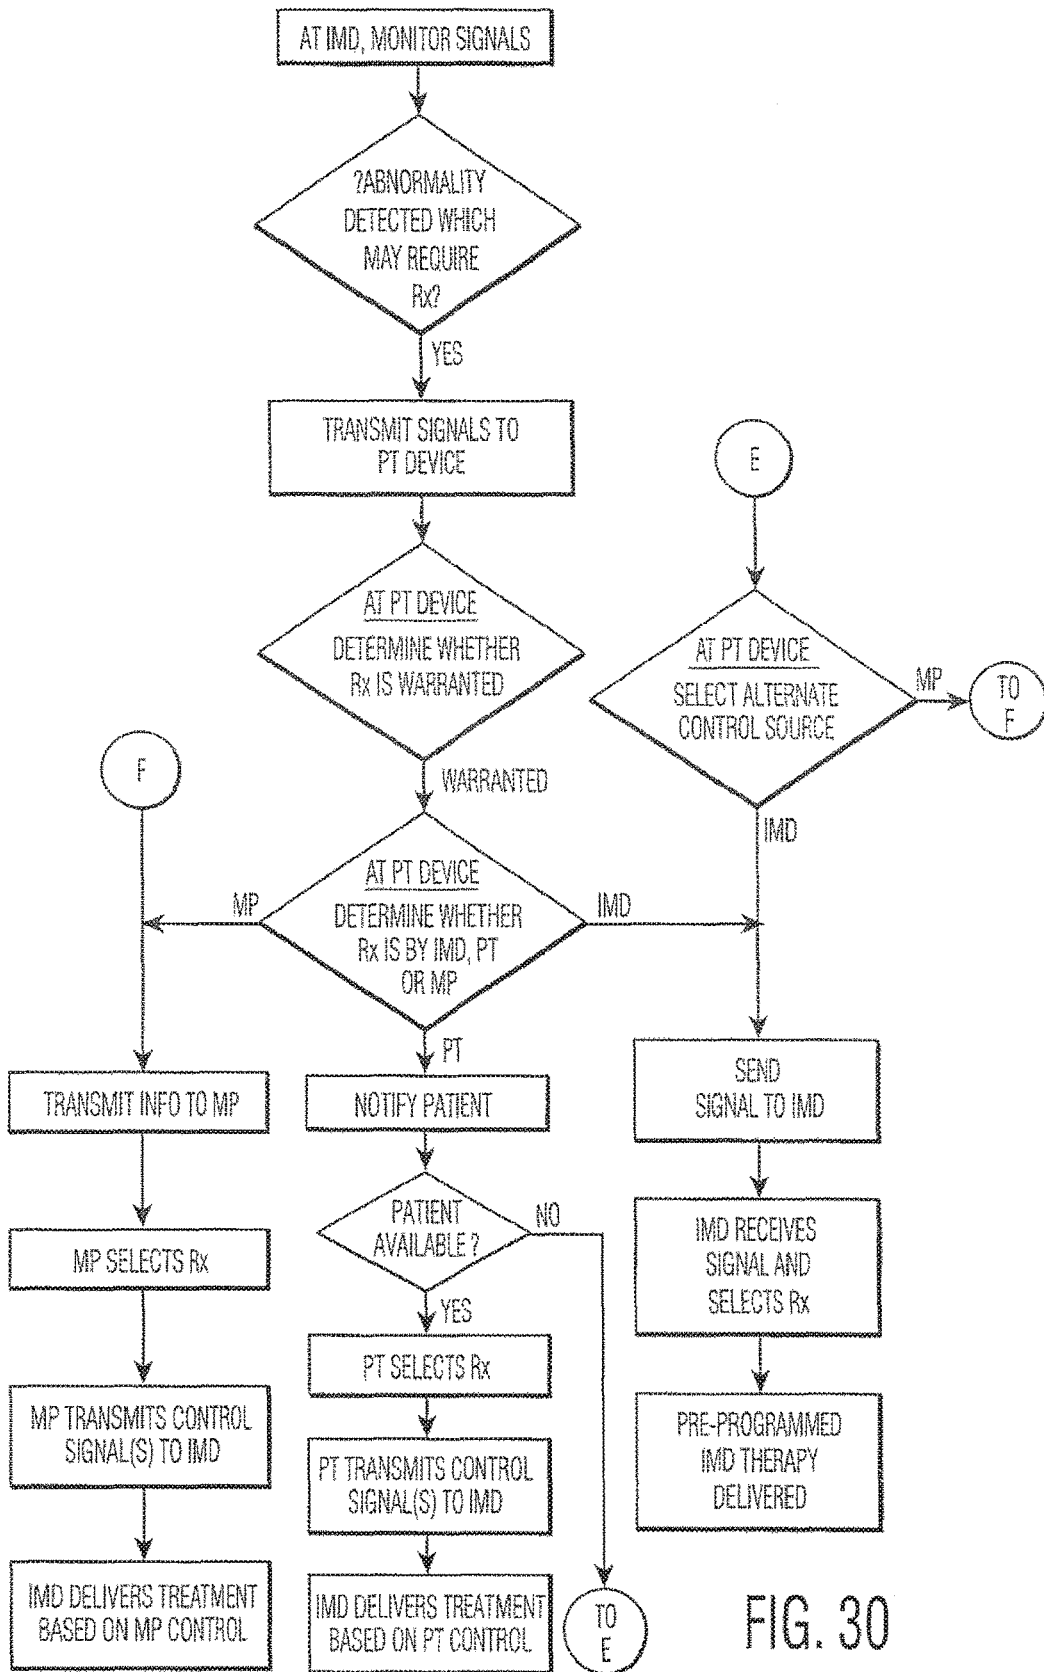 AT IMD, MONITOR SIGNALS
?ABNORMALITY
DETECTED WHICH
MAY REQUIRE
Rx?
YES
TRANSMIT SIGNALS TO
PT DEVICE
E
AT PT DEVICE
DETERMINE WHETHER
Rx IS WARRANTED
AT PT DEVICE
SELECT ALTERNATE
CONTROL SOURCE
MP
TO
F
F
WARRANTED
IMD
AT PT DEVICE
DETERMINE WHETHER
Rx IS BY IMD, PT
OR MP
MP
IMD
PT
TRANSMIT INFO TO MP
NOTIFY PATIENT
SEND
SIGNAL TO IMD
PATIENT
AVAILABLE ?
NO
YES
MP SELECTS Rx
IMD RECEIVES
SIGNAL AND
SELECTS Rx
PT SELECTS Rx
MP TRANSMITS CONTROL
SIGNAL(S) TO IMD
PT TRANSMITS CONTROL
SIGNAL(S) TO IMD
PRE-PROGRAMMED
IMD THERAPY
DELIVERED
IMD DELIVERS TREATMENT
BASED ON MP CONTROL
IMD DELIVERS TREATMENT
BASED ON PT CONTROL
TO
E
FIG. 30